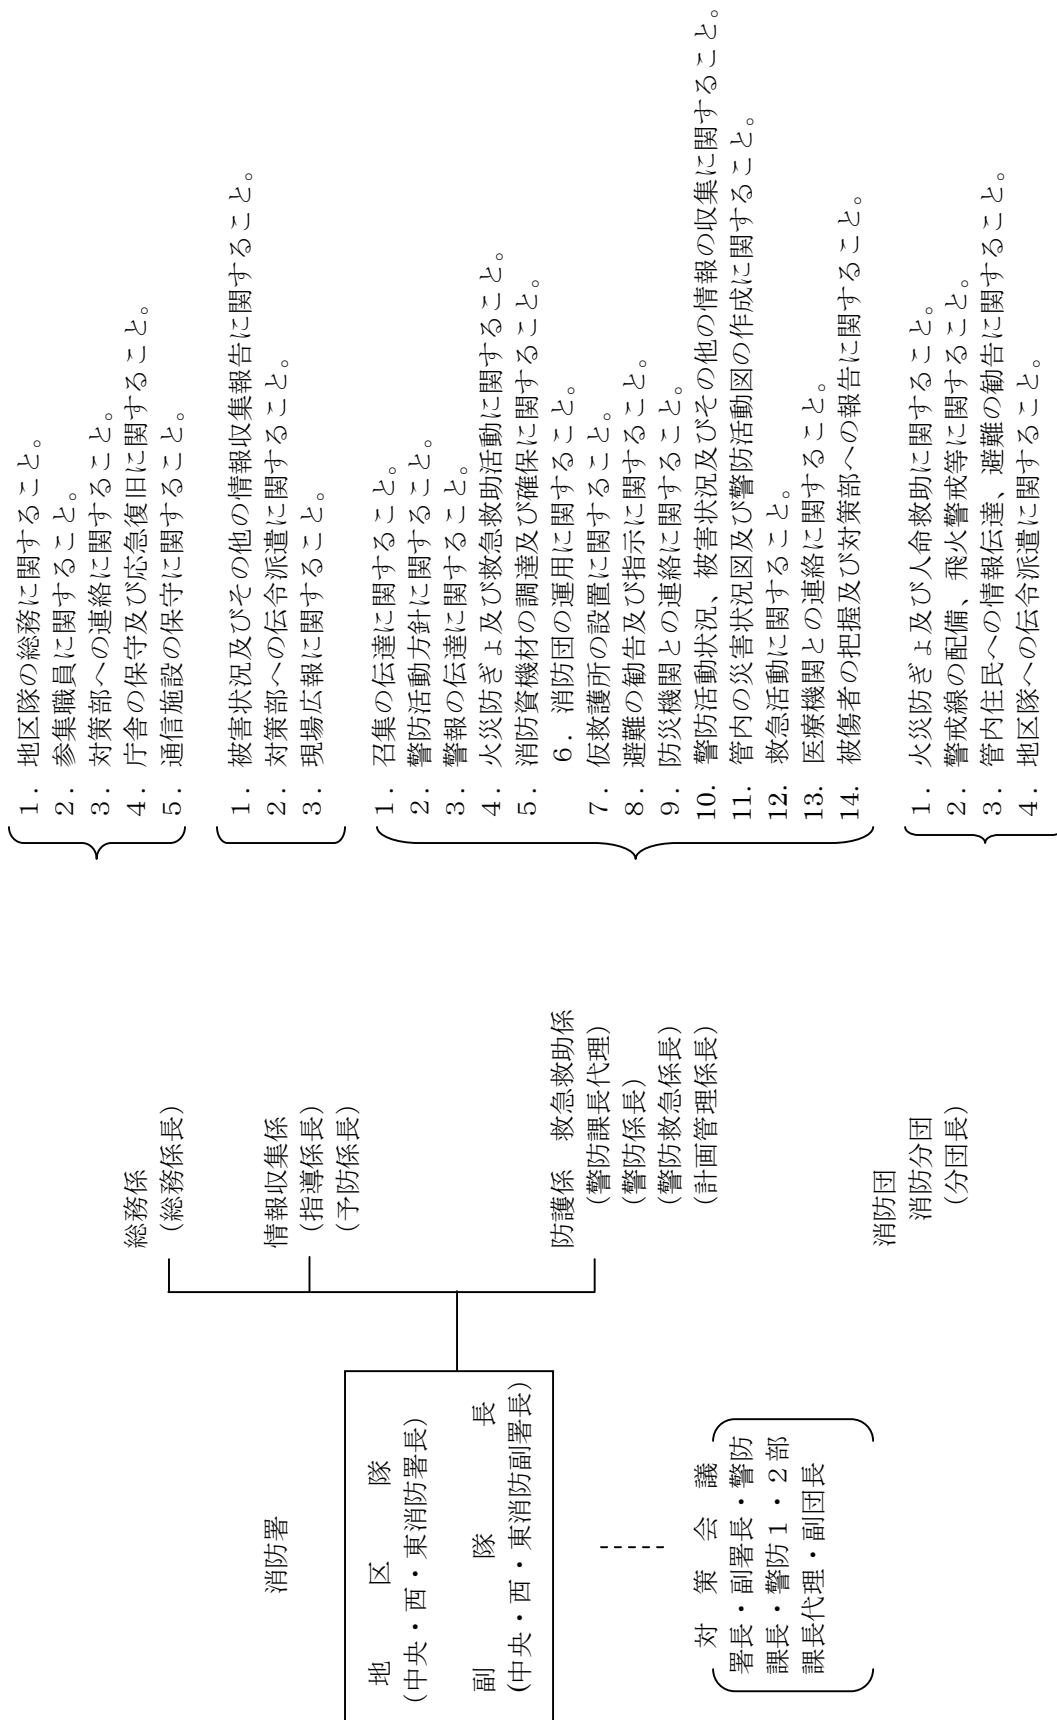 消防署
地区隊
(中央・西・東消防署長)
副隊長
(中央・西・東消防副署長)
対策会議
署長・副署長・警防
課長・警防1・2部
課長代理・副団長
総務係
(総務係長)
1. 地区隊の総務に関すること。
2. 参集職員に関すること。
3. 対策部への連絡に関すること。
4. 庁舎の保守及び応急復旧に関すること。
5. 通信施設の保守に関すること。
情報収集係
(指導係長)
(予防係長)
1. 被害状況及びその他の情報収集報告に関すること。
2. 対策部への伝令派遣に関すること。
3. 現場広報に関すること。
防護係 救急救助係
(警防課長代理)
(警防係長)
(警防救急係長)
(計画管理係長)
1. 召集の伝達に関すること。
2. 警防活動方針に関すること。
3. 警報の伝達に関すること。
4. 火災防ぎょ及び救急救助活動に関すること。
5. 消防資機材の調達及び確保に関すること。
6. 消防団の運用に関すること。
7. 仮救護所の設置に関すること。
8. 避難の勧告及び指示に関すること。
9. 防災機関との連絡に関すること。
10. 警防活動状況、被害状況及びその他の情報の収集に関すること。
11. 管内の災害状況図及び警防活動図の作成に関すること。
12. 救急活動に関すること。
13. 医療機関との連絡に関すること。
14. 被傷者の把握及び対策部への報告に関すること。
消防団
消防分団
(分団長)
1. 火災防ぎょ及び人命救助に関すること。
2. 警戒線の配備、飛火警戒等に関すること。
3. 管内住民への情報伝達、避難の勧告に関すること。
4. 地区隊への伝令派遣に関すること。